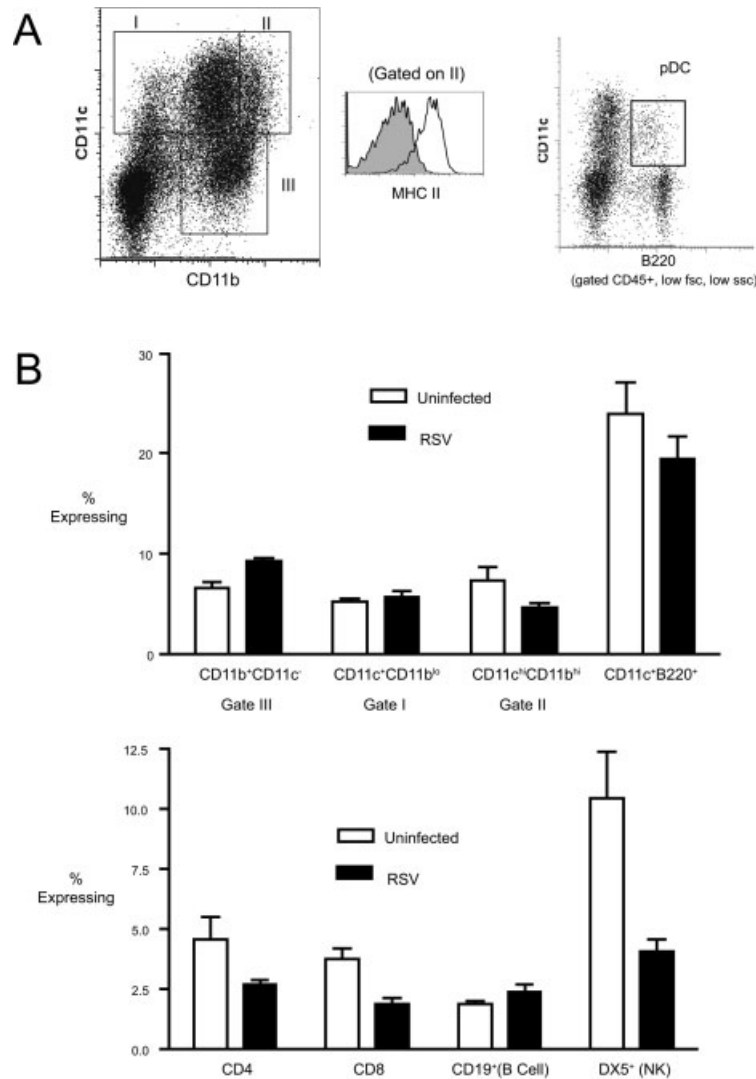 A
I
II
CD11c
III
CD11b
(Gated on II)
MHC II
pDC
CD11c
B220
(gated CD45+, low fsc, low ssc)
B
30
20
10
0
%
Expressing
Uninfected
RSV
CD11b⁺CD11c⁻
CD11c⁺CD11bˡᵒ
CD11cʰⁱCD11bʰⁱ
CD11c⁺B220⁺
Gate III
Gate I
Gate II
12.5
10.0
7.5
5.0
2.5
0.0
%
Expressing
Uninfected
RSV
CD4
CD8
CD19⁺(B Cell)
DX5⁺ (NK)